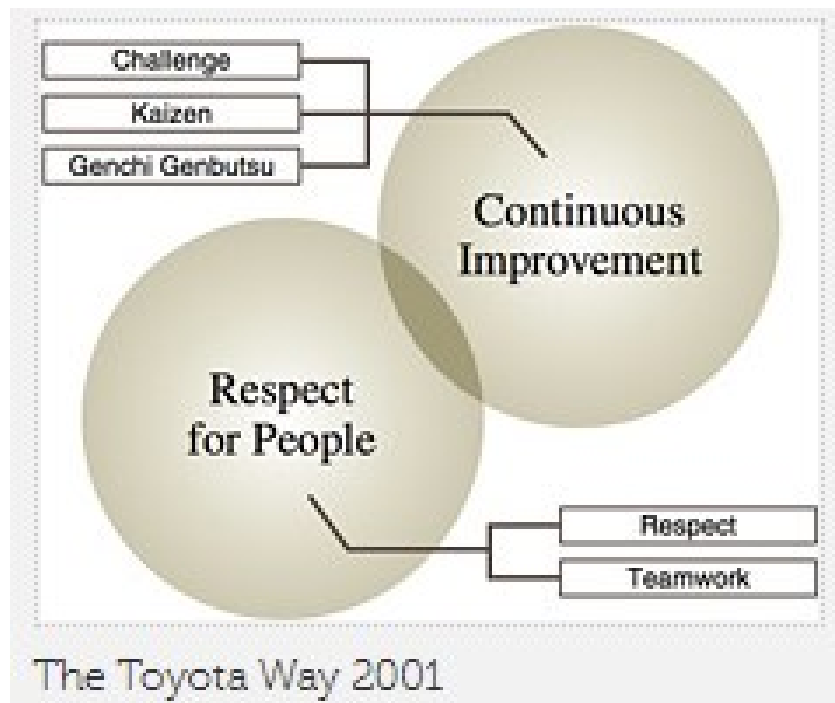 Challenge
Kaizen
Genchi Genbutsu
Continuous
Improvement
Respect
for People
Respect
Teamwork
The Toyota Way 2001